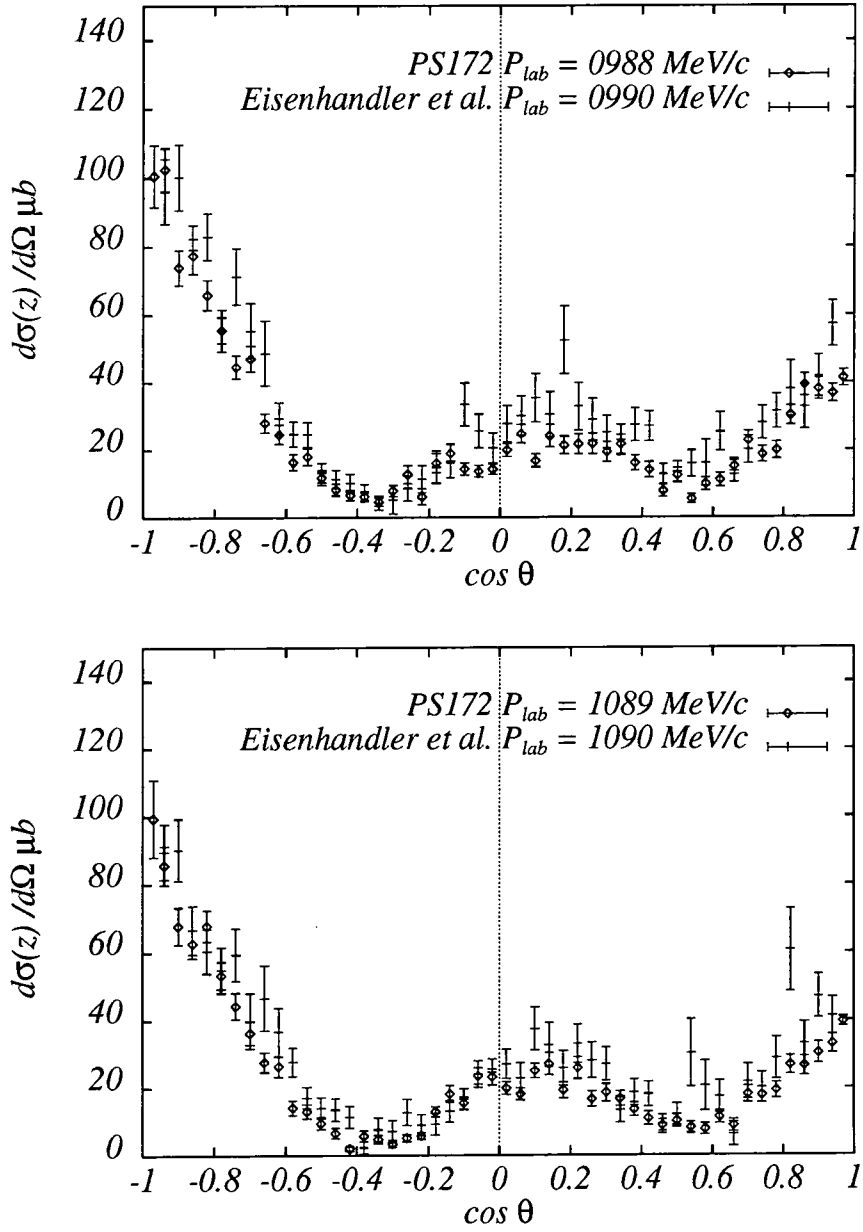 140
120
100
80
60
40
20
0
dσ(z) /dΩ μb
PS172 P_lab = 0988 MeV/c
Eisenhandler et al. P_lab = 0990 MeV/c
-1 -0.8 -0.6 -0.4 -0.2 0 0.2 0.4 0.6 0.8 1
cos θ
140
120
100
80
60
40
20
0
dσ(z) /dΩ μb
PS172 P_lab = 1089 MeV/c
Eisenhandler et al. P_lab = 1090 MeV/c
-1 -0.8 -0.6 -0.4 -0.2 0 0.2 0.4 0.6 0.8 1
cos θ